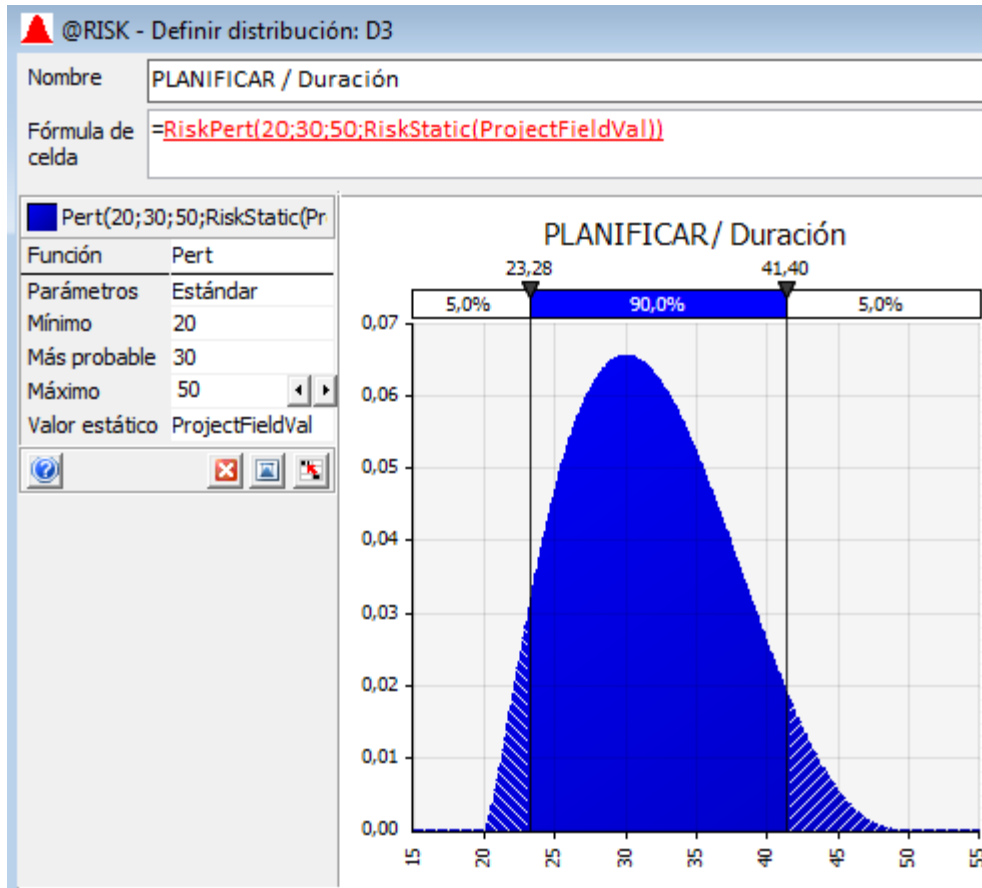 @RISK - Definir distribución: D3
Nombre PLANIFICAR / Duración
Fórmula de celda =RiskPert(20;30;50;RiskStatic(ProjectFieldVal))
Pert(20;30;50;RiskStatic(Pr
Función Pert
Parámetros Estándar
Mínimo 20
Más probable 30
Máximo 50
Valor estático ProjectFieldVal
PLANIFICAR/ Duración
23,28 41,40
5,0% 90,0% 5,0%
0,07
0,06
0,05
0,04
0,03
0,02
0,01
0,00
15 20 25 30 35 40 45 50 55